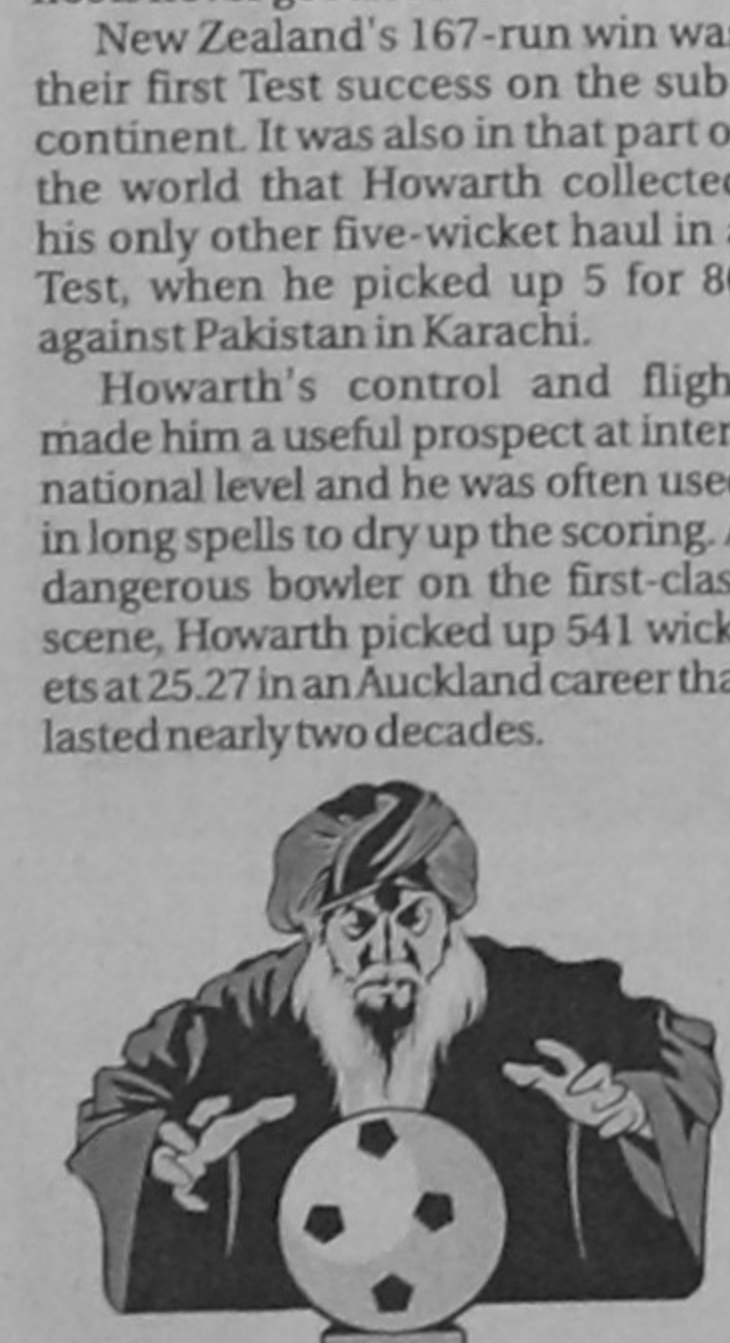 New Zealand's 167-run win was
their first Test success on the sub-
continent. It was also in that part o
the world that Howarth collected
his only other five-wicket haul in a
Test, when he picked up 5 for 80
against Pakistan in Karachi.
Howarth's control and fligh
made him a useful prospect at inter
national level and he was often used
in long spells to dry up the scoring. A
dangerous bowler on the first-clas
scene, Howarth picked up 541 wick
ets at 25.27 in an Auckland career tha
lasted nearly two decades.